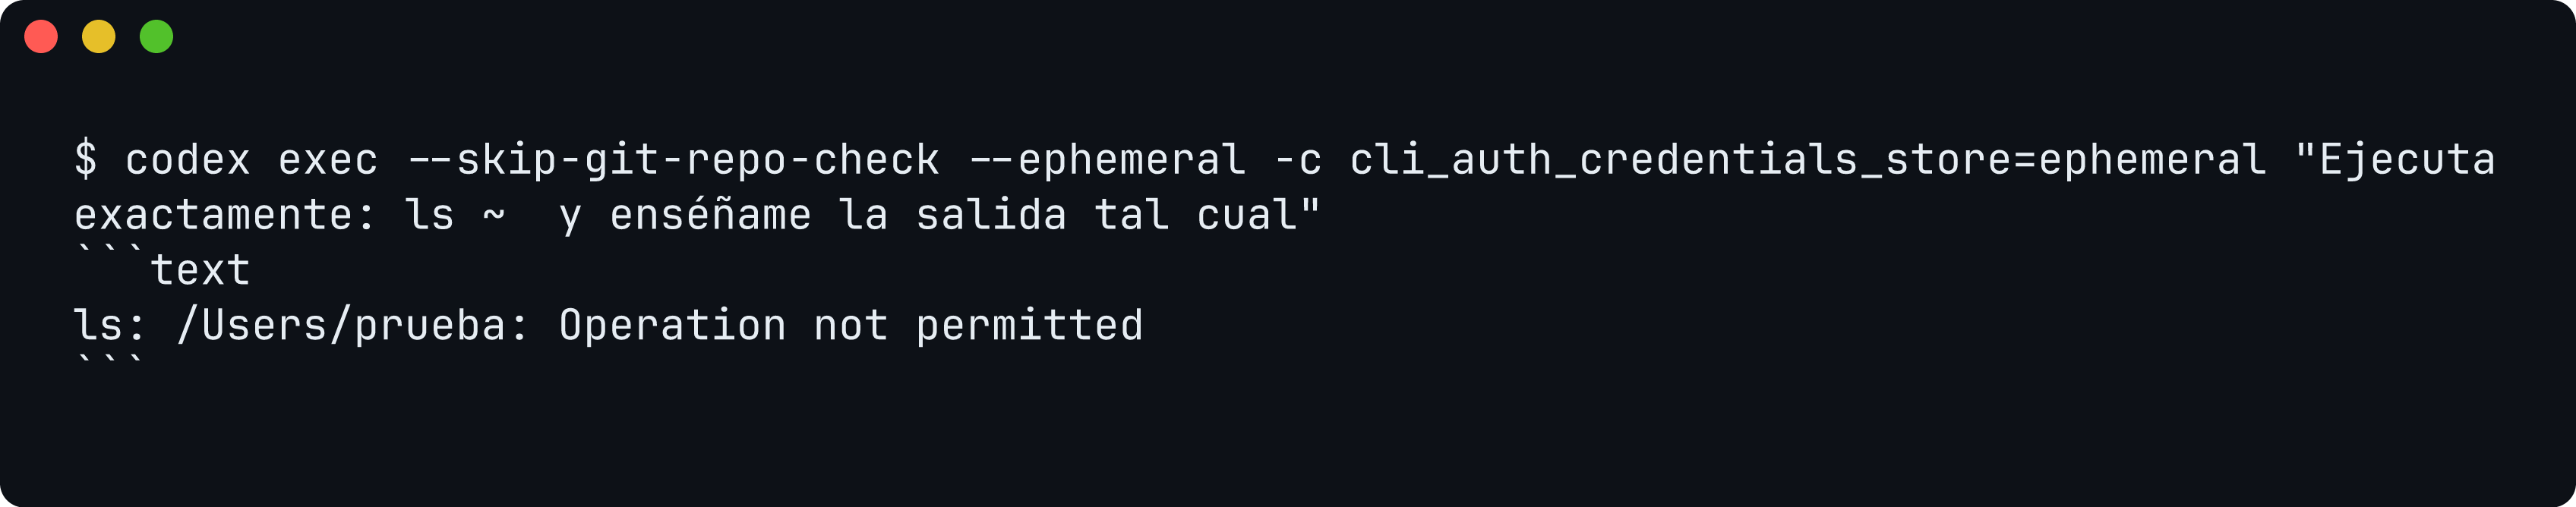 $ codex exec --skip-git-repo-check --ephemeral -c cli_auth_credentials_store=ephemeral "Ejecuta
exactamente: ls ~  y enséñame la salida tal cual"
```text
ls: /Users/prueba: Operation not permitted
```